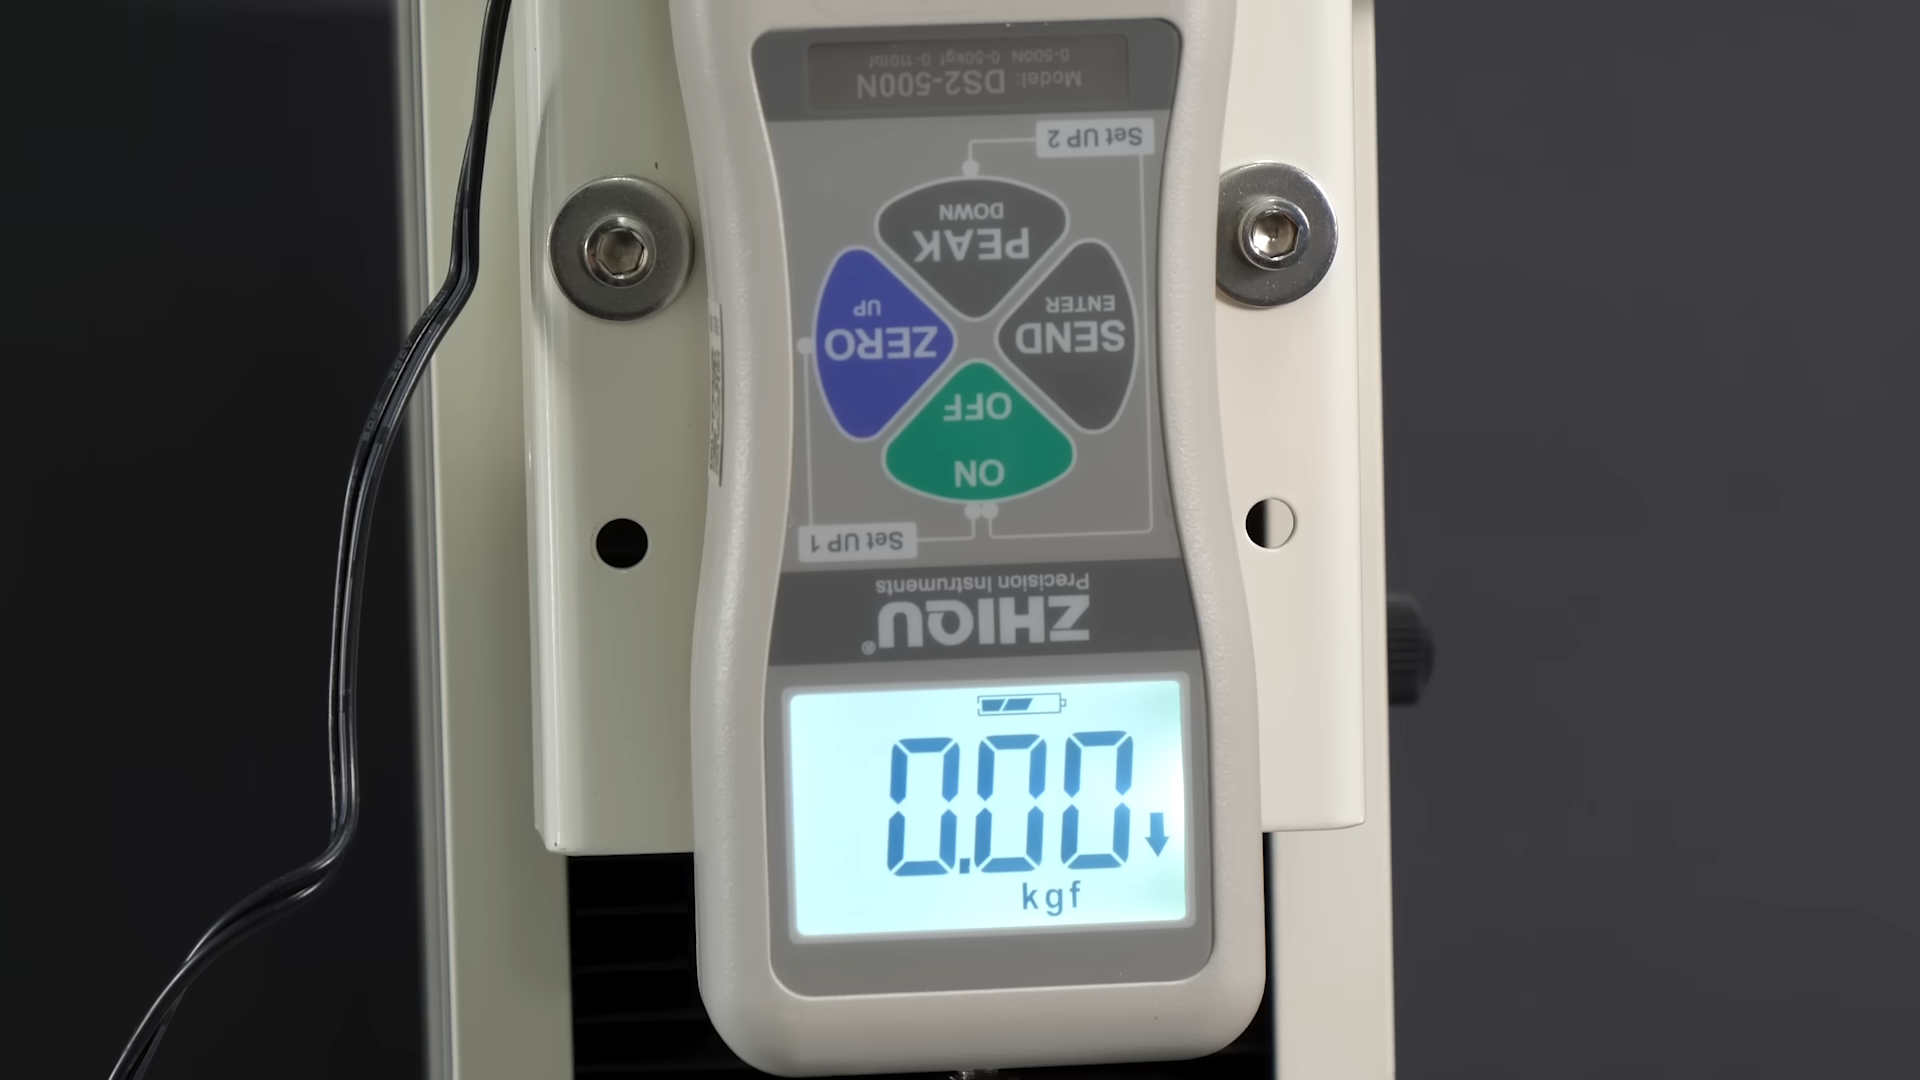 0.00
kgf
ZHIQU®
Precision Instruments
Set UP 1
ON
OFF
SEND
ENTER
ZERO
UP
PEAK
DOWN
Set UP 2
Model: DS2-500N
0-500N 0-50kgf 0-110lbf